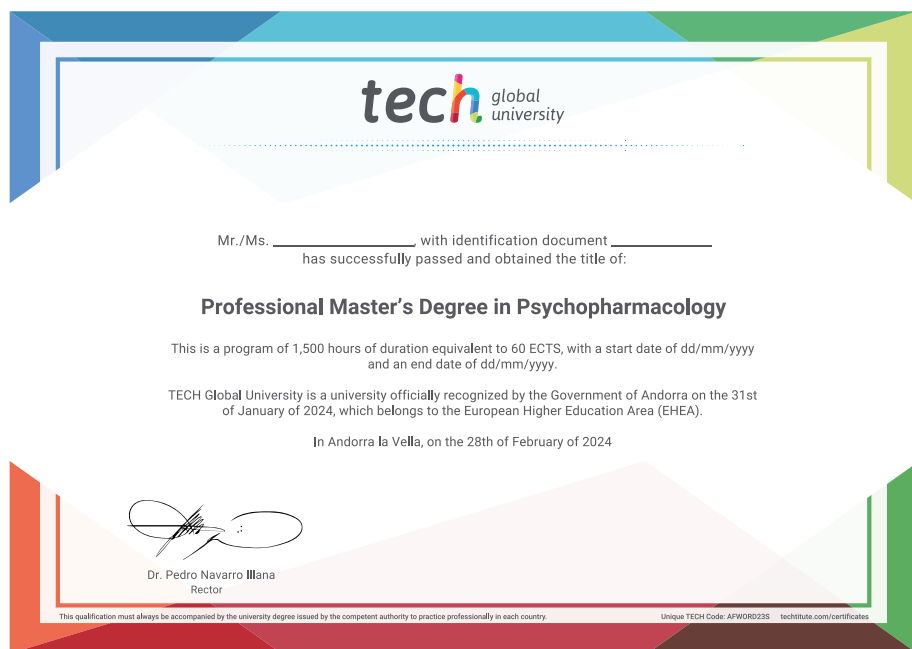 tech global
university
Mr./Ms. ____________________, with identification document ______________
has successfully passed and obtained the title of:
Professional Master’s Degree in Psychopharmacology
This is a program of 1,500 hours of duration equivalent to 60 ECTS, with a start date of dd/mm/yyyy
and an end date of dd/mm/yyyy.
TECH Global University is a university officially recognized by the Government of Andorra on the 31st
of January of 2024, which belongs to the European Higher Education Area (EHEA).
In Andorra la Vella, on the 28th of February of 2024
Dr. Pedro Navarro Illana
Rector
This qualification must always be accompanied by the university degree issued by the competent authority to practice professionally in each country.
Unique TECH Code: AFWORD23S techtitute.com/certificates